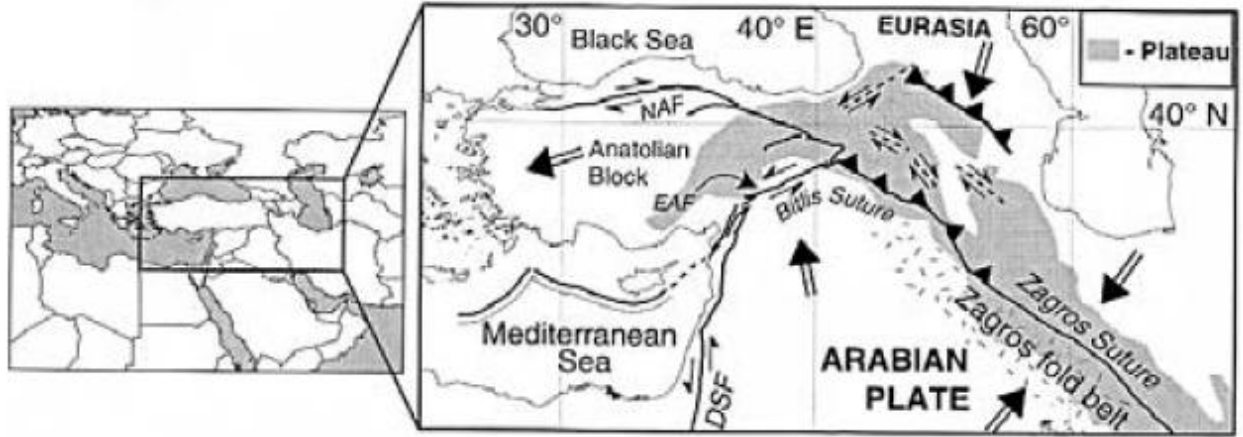 30°
40° E
EURASIA
60°
- Plateau
Black Sea
40° N
NAF
Anatolian
Block
EAF
Bitlis Suture
Mediterranean
Sea
DSF
ARABIAN
PLATE
Zagros Suture
Zagros fold belt